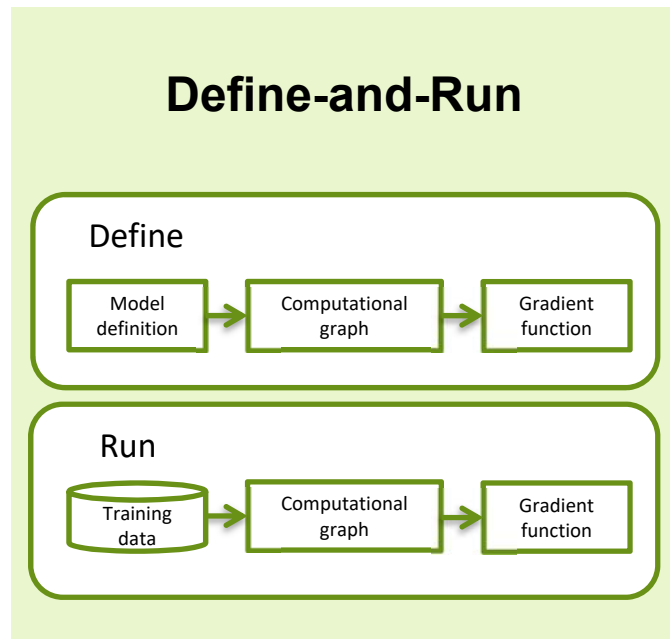 Define-and-Run
Define
Model
definition
Computational
graph
Gradient
function
Run
Training
data
Computational
graph
Gradient
function